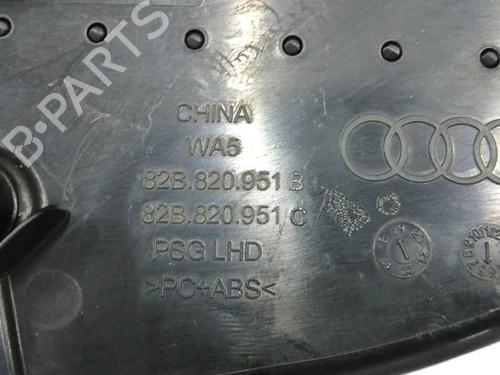 B-PARTS
CHINA
WA5
82B.820.951 B
82B.820.951 C
PSG LHD
>PC+ABS<